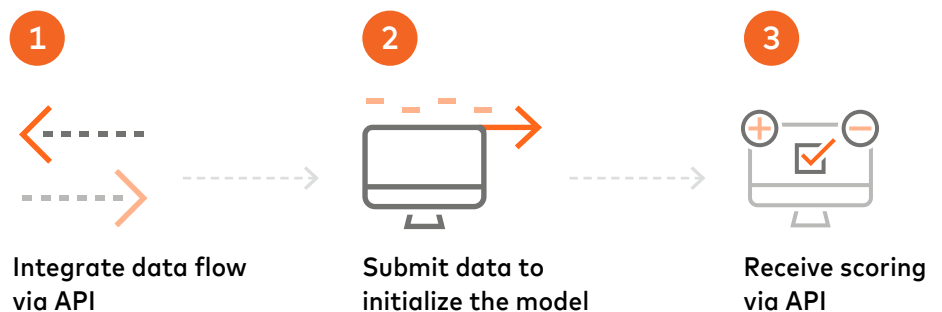 1
2
3
Integrate data flow
via API
Submit data to
initialize the model
Receive scoring
via API